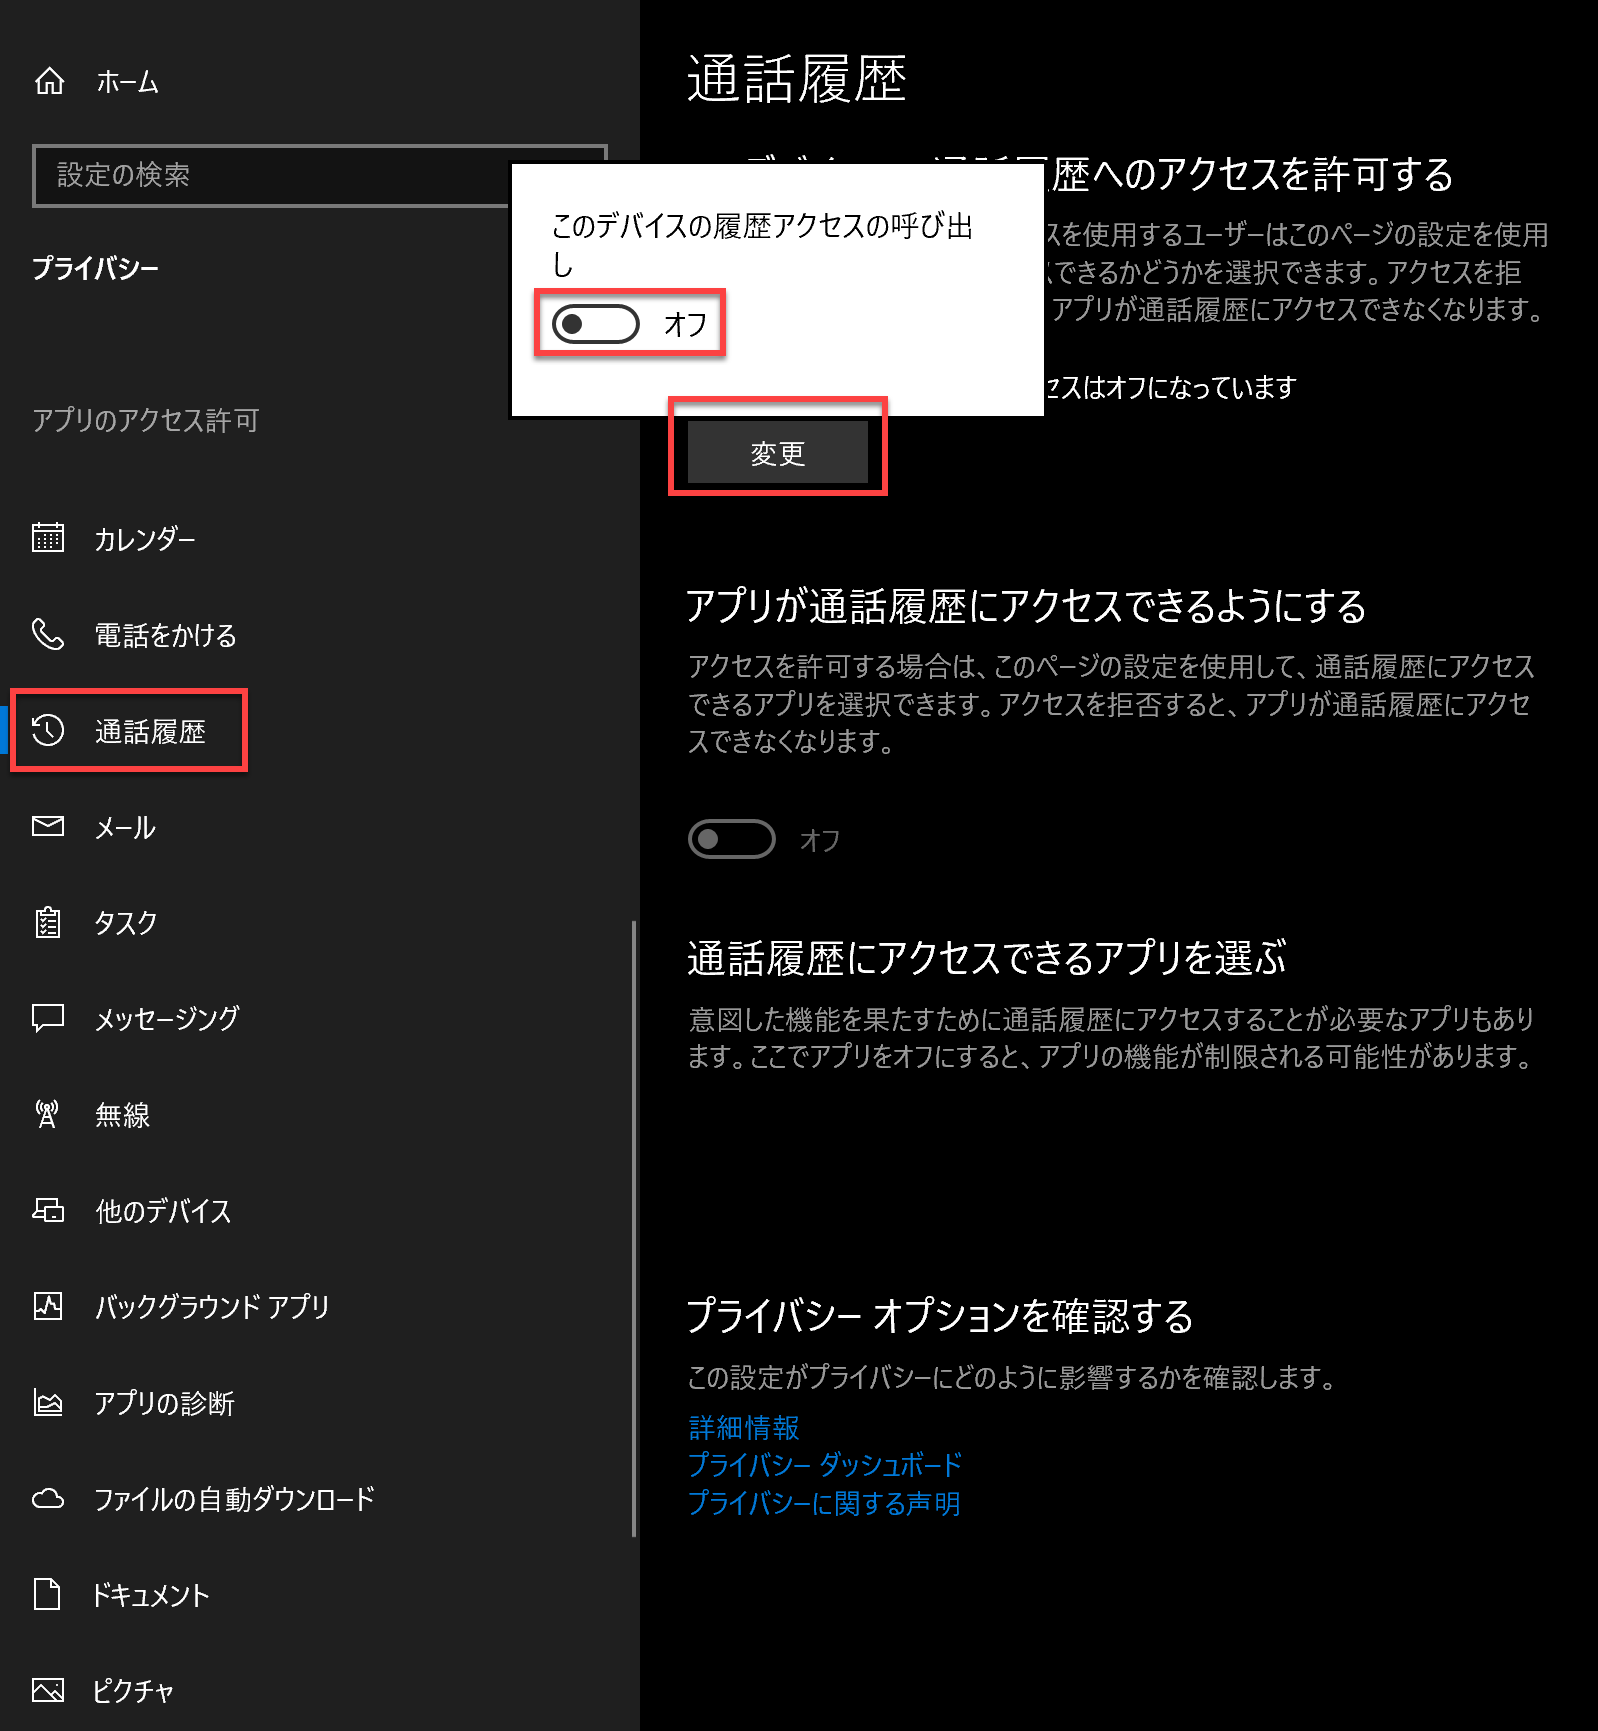 ホーム
設定の検索
プライバシー
アプリのアクセス許可
カレンダー
電話をかける
通話履歴
メール
タスク
メッセージング
無線
他のデバイス
バックグラウンド アプリ
アプリの診断
ファイルの自動ダウンロード
ドキュメント
ピクチャ
通話履歴
歴へのアクセスを許可する
スを使用するユーザーはこのページの設定を使用
できるかどうかを選択できます。アクセスを拒
アプリが通話履歴にアクセスできなくなります。
セスはオフになっています
このデバイスの履歴アクセスの呼び出
し
オフ
変更
アプリが通話履歴にアクセスできるようにする
アクセスを許可する場合は、このページの設定を使用して、通話履歴にアクセス
できるアプリを選択できます。アクセスを拒否すると、アプリが通話履歴にアクセ
スできなくなります。
オフ
通話履歴にアクセスできるアプリを選ぶ
意図した機能を果たすために通話履歴にアクセスすることが必要なアプリもあり
ます。ここでアプリをオフにすると、アプリの機能が制限される可能性があります。
プライバシー オプションを確認する
この設定がプライバシーにどのように影響するかを確認します。
詳細情報
プライバシー ダッシュボード
プライバシーに関する声明